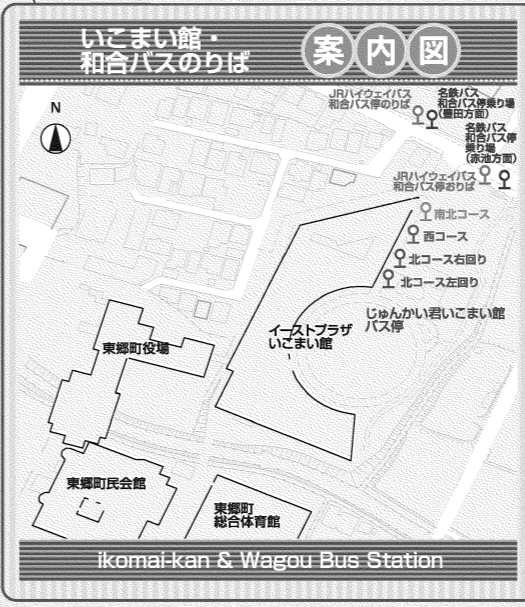 いこまい館・
和合バスのりば
案内図
N
JRハイウェイバス
和合バス停のりば
名鉄バス
和合バス停乗り場
(豊田方面)
名鉄バス
和合バス停
乗り場
(赤池方面)
JRハイウェイバス
和合バス停おりば
南北コース
西コース
北コース右回り
北コース左回り
じゅんかい君いこまい館
バス停
イーストプラザ
いこまい館
東郷町役場
東郷町民会館
東郷町
総合体育館
ikomai-kan & Wagou Bus Station